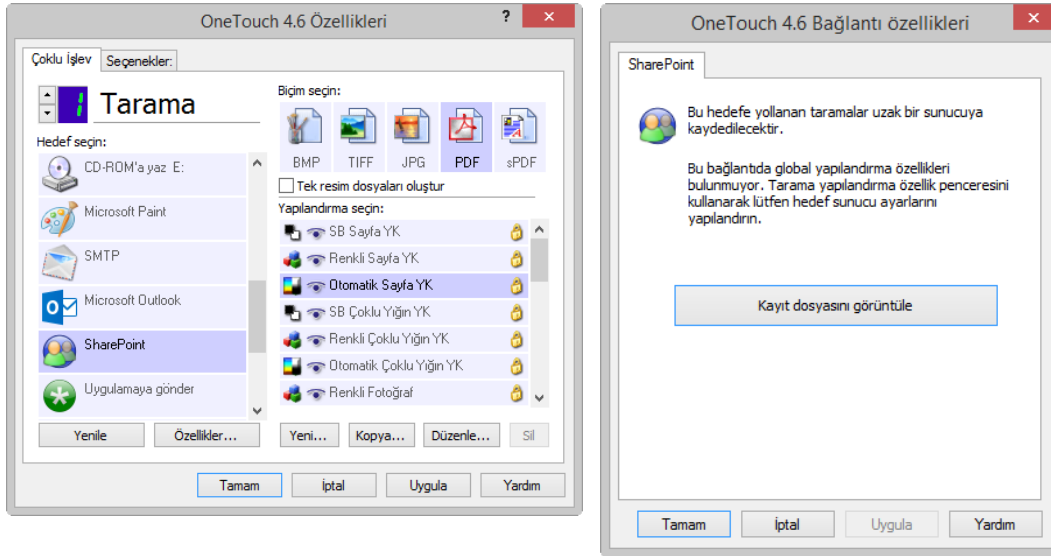 OneTouch 4.6 Özellikleri
?
Çoklu İşlev
Seçenekler:
1
Tarama
Hedef seçin:
CD-ROM'a yaz E:
Microsoft Paint
SMTP
Microsoft Outlook
SharePoint
Uygulamaya gönder
Yenile
Özellikler...
Biçim seçin:
BMP
TIFF
JPG
PDF
sPDF
Tek resim dosyaları oluştur
Yapılandırma seçin:
SB Sayfa YK
Renkli Sayfa YK
Otomatik Sayfa YK
SB Çoklu Yığın YK
Renkli Çoklu Yığın YK
Otomatik Çoklu Yığın YK
Renkli Fotoğraf
Yeni...
Kopya...
Düzenle...
Sil
Tamam
İptal
Uygula
Yardım
OneTouch 4.6 Bağlantı özellikleri
SharePoint
Bu hedefe yollanan taramalar uzak bir sunucuya
kaydedilecektir.
Bu bağlantıda global yapılandırma özellikleri
bulunmuyor. Tarama yapılandırma özellik penceresini
kullanarak lütfen hedef sunucu ayarlarını
yapılandırın.
Kayıt dosyasını görüntüle
Tamam
İptal
Uygula
Yardım